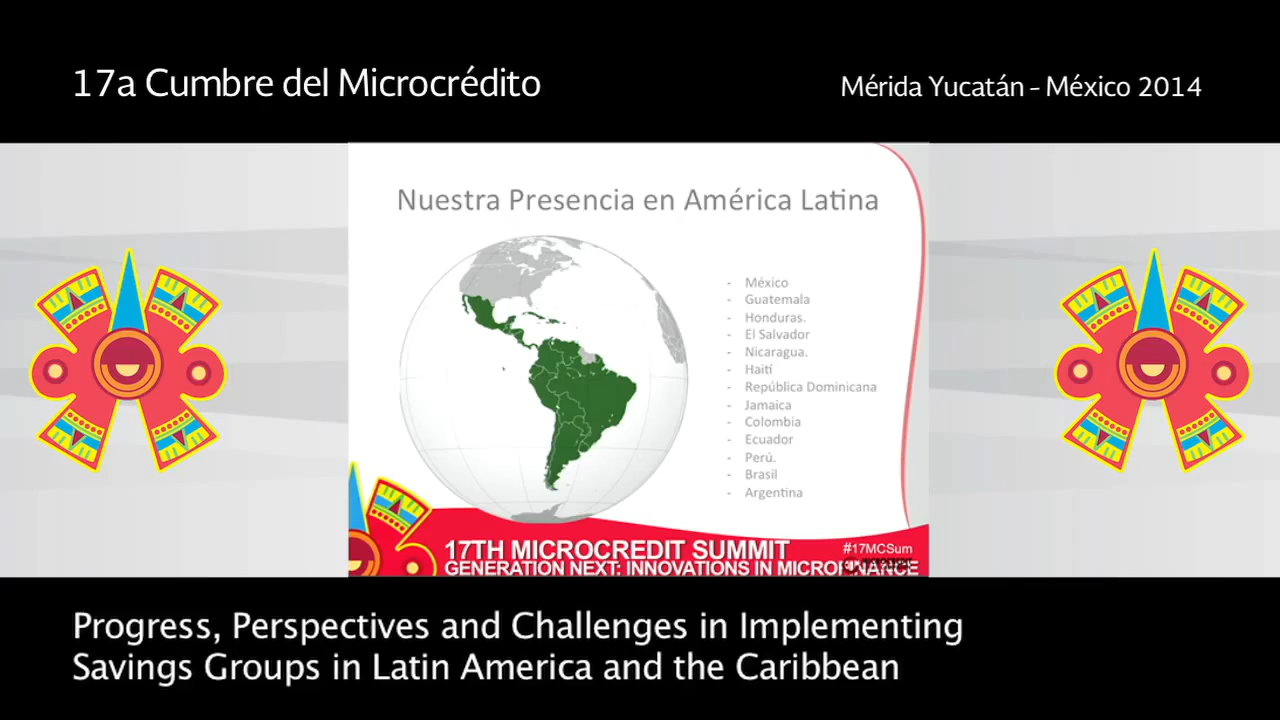 17a Cumbre del Microcrédito
Mérida Yucatán - México 2014
Nuestra Presencia en América Latina
- México
- Guatemala
- Honduras.
- El Salvador
- Nicaragua.
- Haití
- República Dominicana
- Jamaica
- Colombia
- Ecuador
- Perú.
- Brasil
- Argentina
17TH MICROCREDIT SUMMIT
#17MCSum
GENERATION NEXT: INNOVATIONS IN MICROFINANCE
Progress, Perspectives and Challenges in Implementing
Savings Groups in Latin America and the Caribbean